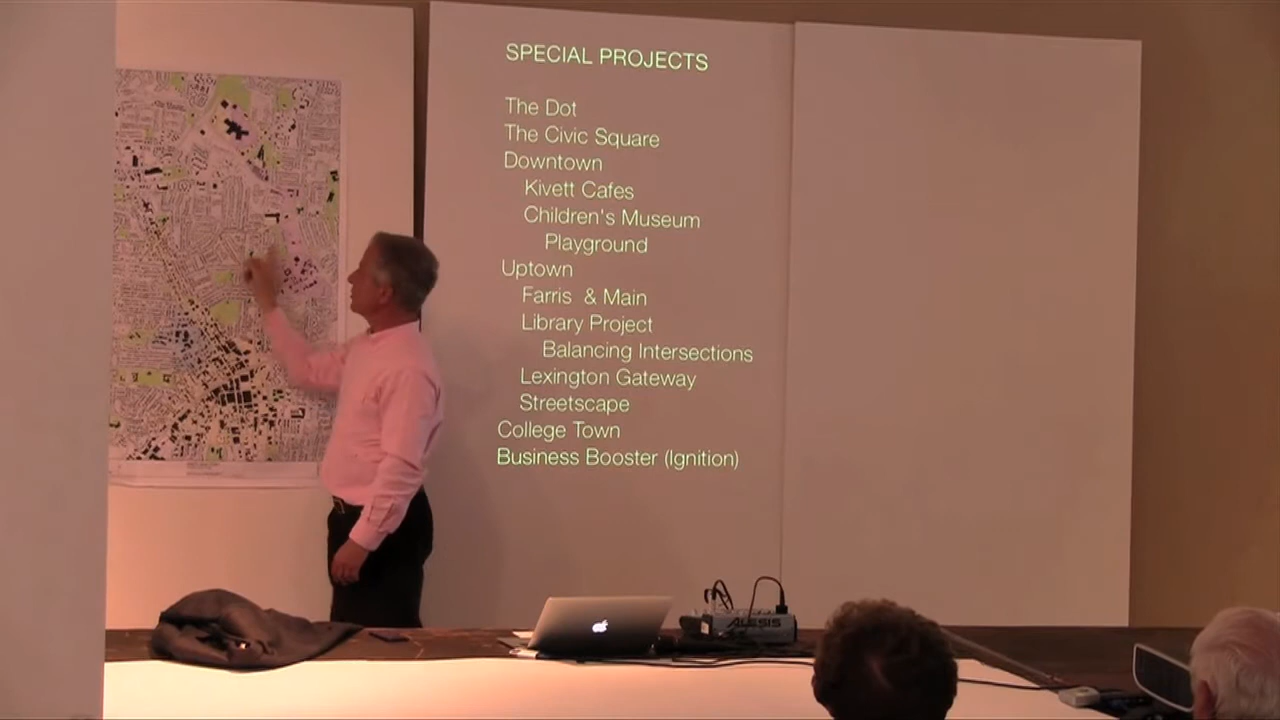 SPECIAL PROJECTS
The Dot
The Civic Square
Downtown
Kivett Cafes
Children's Museum
Playground
Uptown
Farris & Main
Library Project
Balancing Intersections
Lexington Gateway
Streetscape
College Town
Business Booster (Ignition)
ALESIS